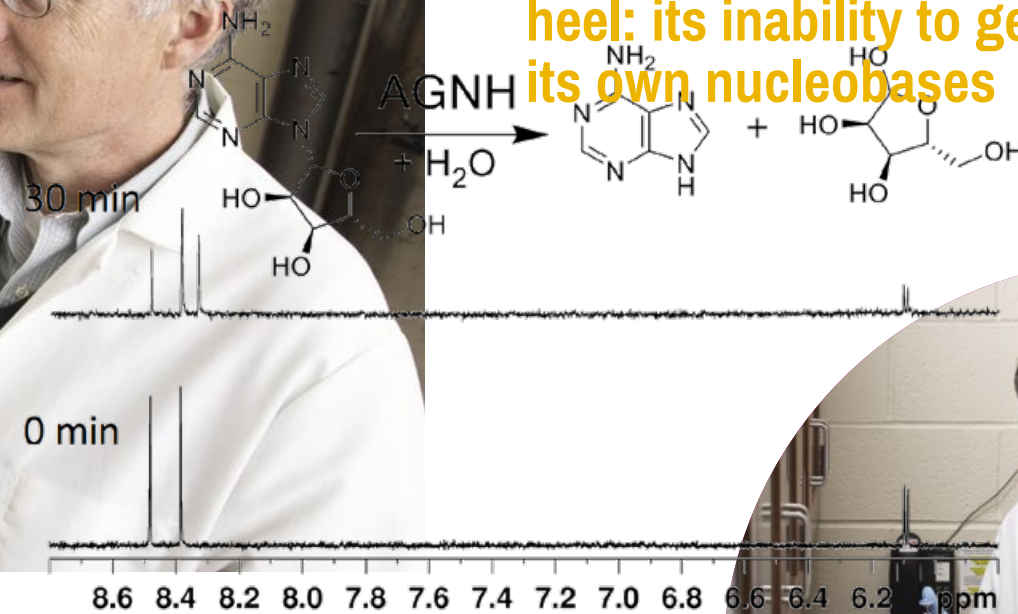 heel: its inability to ge
its own nucleobases
NH2
N
N
N
N
HO
OH
HO
O
AGNH
+ H2O
NH2
N
N
N
N
H
+
HO
HO
HO
O
OH
30 min
0 min
8.6 8.4 8.2 8.0 7.8 7.6 7.4 7.2 7.0 6.8 6.6 6.4 6.2 ppm